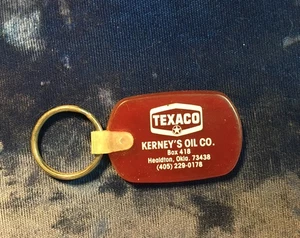 TEXACO
KERNEY'S OIL CO.
Box 418
Healdton, Okla. 73438
(405) 229-0178